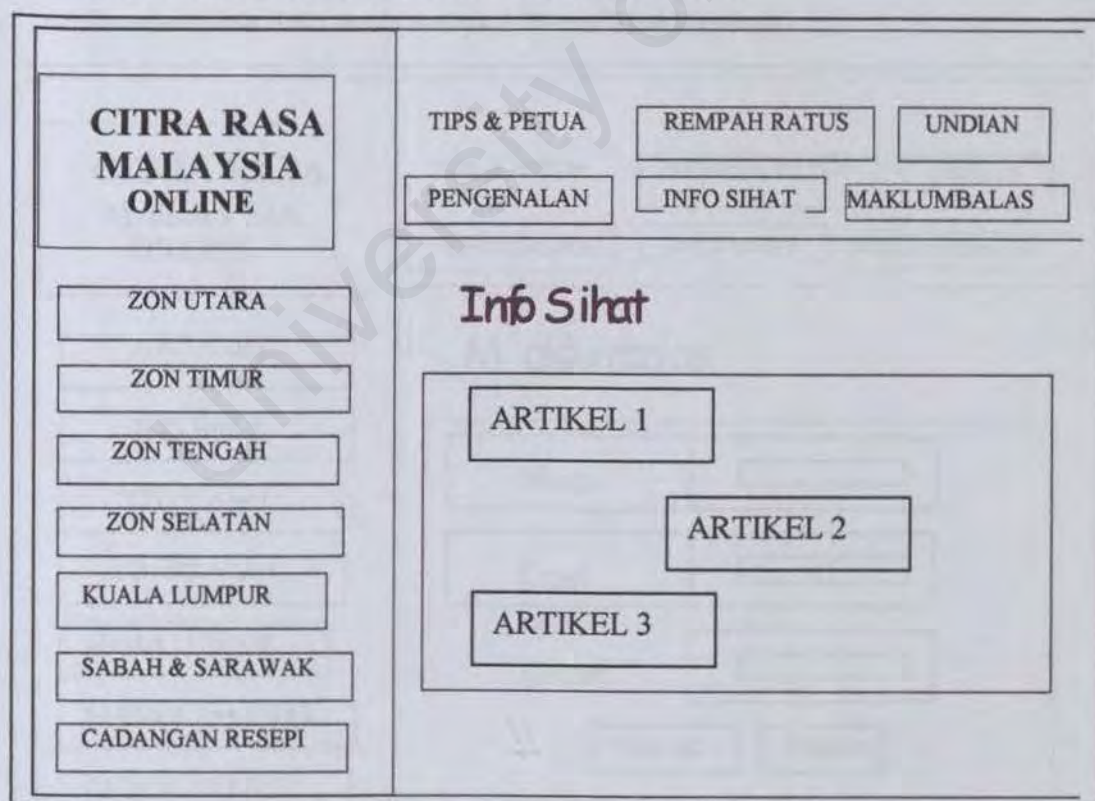 CITRA RASA
MALAYSIA
ONLINE
TIPS & PETUA
REMPAH RATUS
UNDIAN
PENGENALAN
INFO SIHAT
MAKLUMBALAS
ZON UTARA
ZON TIMUR
ZON TENGAH
ZON SELATAN
KUALA LUMPUR
SABAH & SARAWAK
CADANGAN RESEPI
Info Sihat
ARTIKEL 1
ARTIKEL 2
ARTIKEL 3
University o